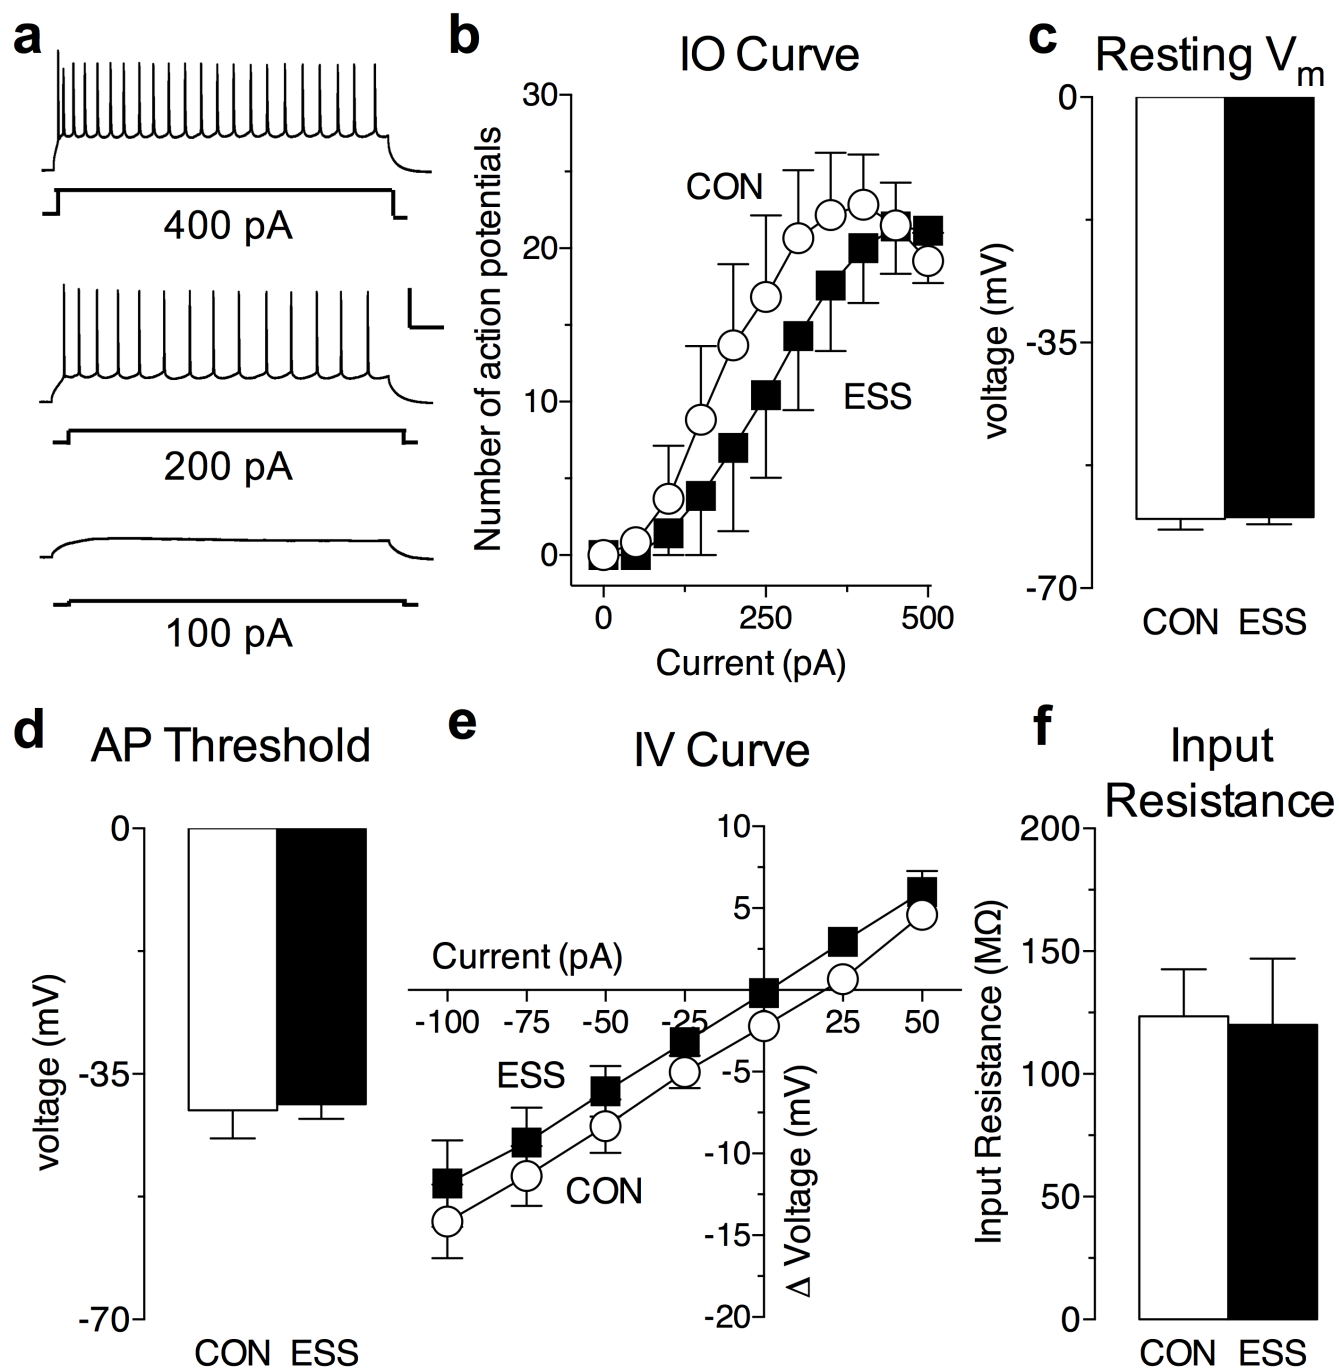 a
400 pA
200 pA
100 pA
b
IO Curve
Number of action potentials
30
20
10
0
CON
ESS
0
250
500
Current (pA)
c
Resting Vm
voltage (mV)
0
-35
-70
CON ESS
d
AP Threshold
voltage (mV)
0
-35
-70
CON ESS
e
IV Curve
Current (pA)
-100
-75
-50
-25
25
50
10
5
-5
-10
-15
-20
Δ Voltage (mV)
ESS
CON
f
Input
Resistance
Input Resistance (MΩ)
200
150
100
50
0
CON ESS